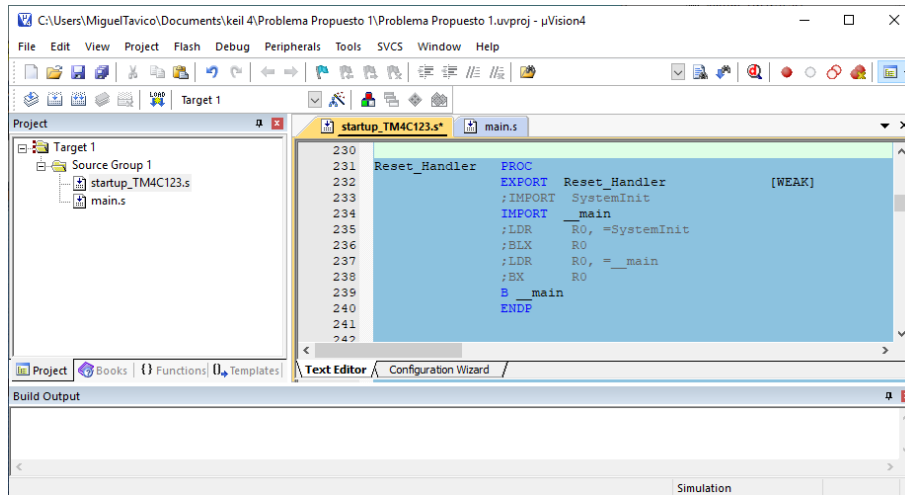 C:\Users\MiguelTavico\Documents\keil 4\Problema Propuesto 1\Problema Propuesto 1.uvproj - µVision4
File Edit View Project Flash Debug Peripherals Tools SVCS Window Help
LOAD Target 1
Project
startup_TM4C123.s* main.s
Target 1
Source Group 1
startup_TM4C123.s
main.s
230
231 Reset_Handler PROC
232 EXPORT Reset_Handler [WEAK]
233 ;IMPORT SystemInit
234 IMPORT __main
235 ;LDR R0, =SystemInit
236 ;BLX R0
237 ;LDR R0, =__main
238 ;BX R0
239 B __main
240 ENDP
241
242
Project Books {} Functions 0 Templates
Text Editor Configuration Wizard
Build Output
Simulation